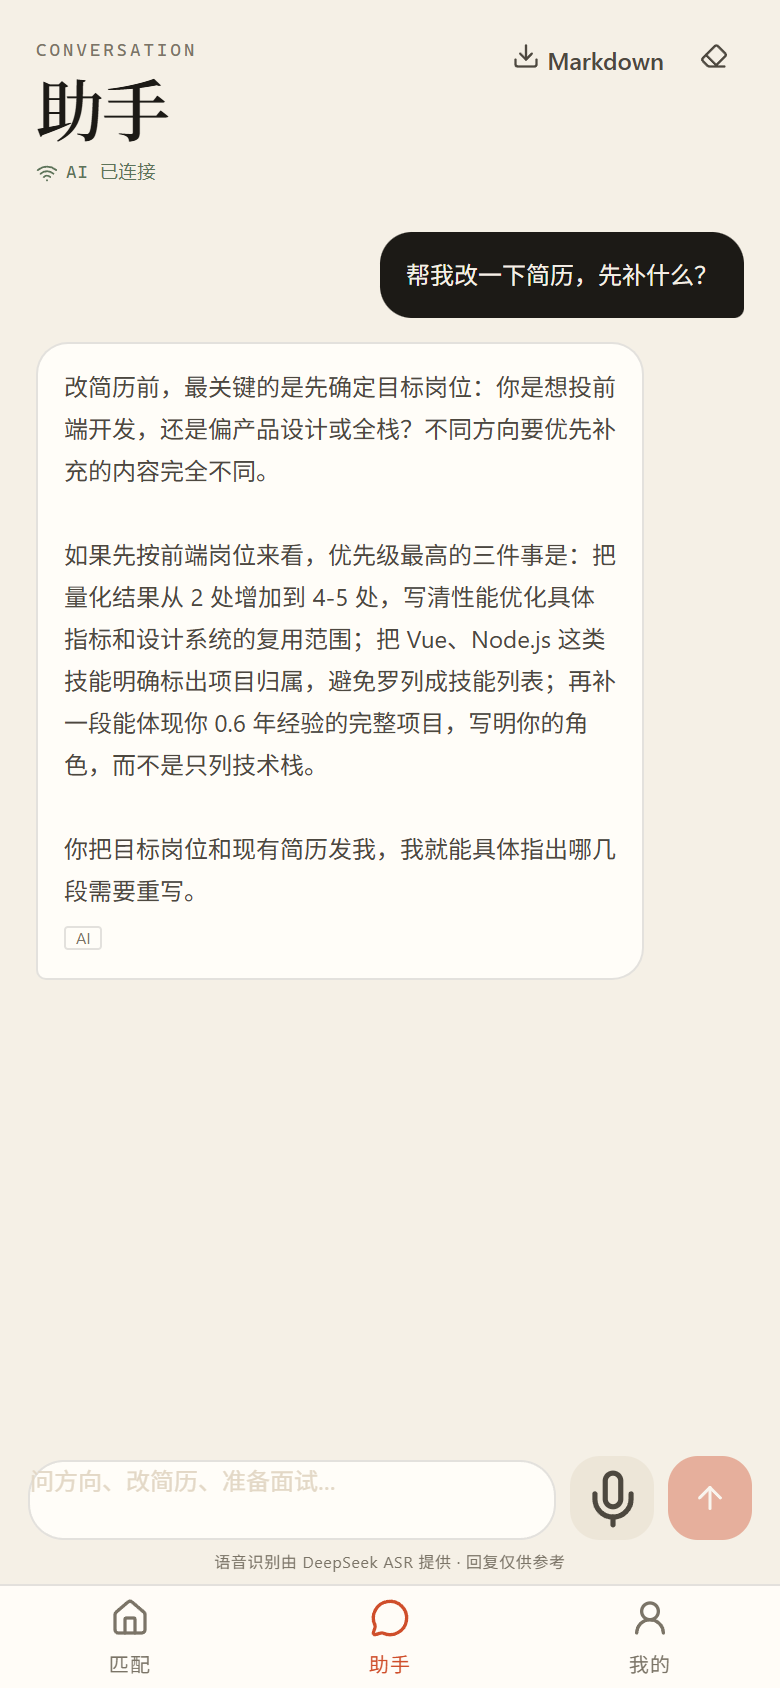 CONVERSATION
助手
AI 已连接
Markdown
帮我改一下简历，先补什么？
改简历前，最关键的是先确定目标岗位：你是想投前
端开发，还是偏产品设计或全栈？不同方向要优先补
充的内容完全不同。
如果先按前端岗位来看，优先级最高的三件事是：把
量化结果从 2 处增加到 4-5 处，写清性能优化具体
指标和设计系统的复用范围；把 Vue、Node.js 这类
技能明确标出项目归属，避免罗列成技能列表；再补
一段能体现你 0.6 年经验的完整项目，写明你的角
色，而不是只列技术栈。
你把目标岗位和现有简历发我，我就能具体指出哪几
段需要重写。
AI
问方向、改简历、准备面试...
语音识别由 DeepSeek ASR 提供 · 回复仅供参考
匹配
助手
我的